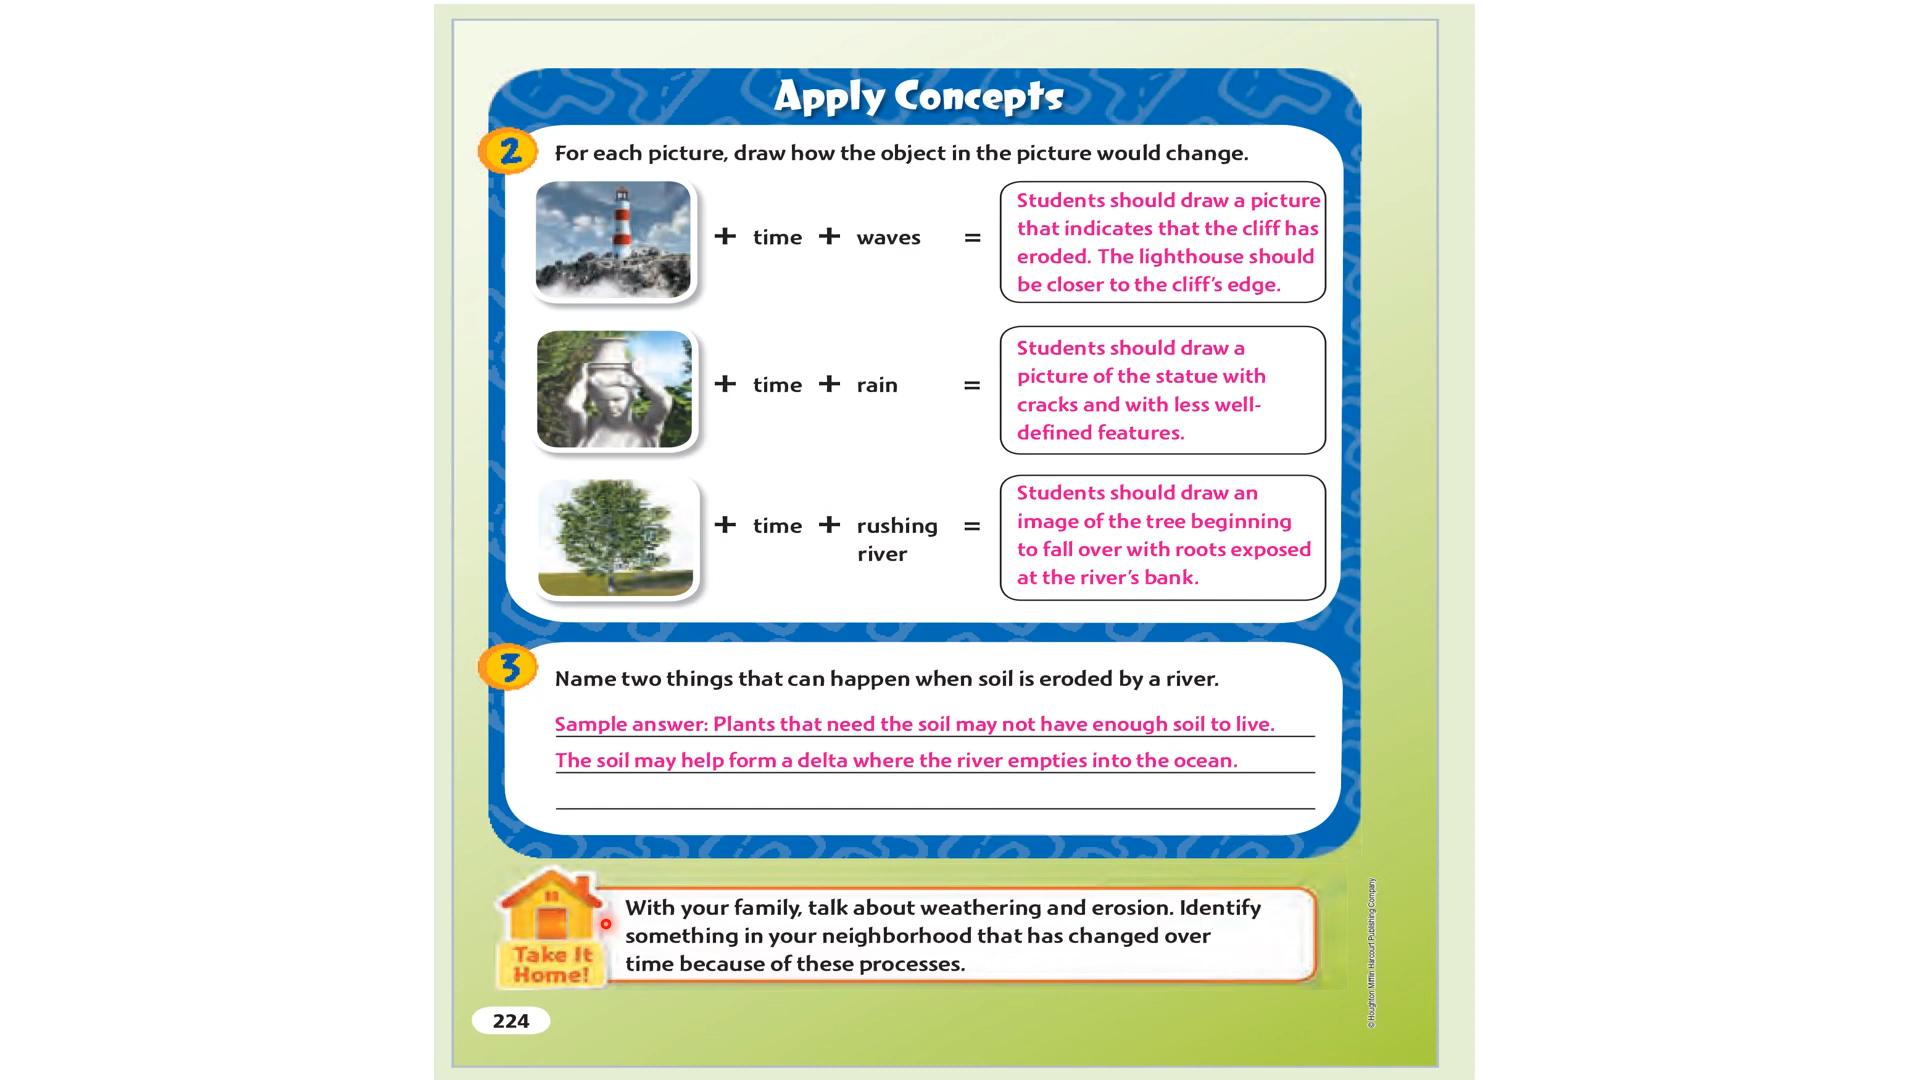 Apply Concepts
2
For each picture, draw how the object in the picture would change.
+ time + waves =
Students should draw a picture
that indicates that the cliff has
eroded. The lighthouse should
be closer to the cliff’s edge.
+ time + rain =
Students should draw a
picture of the statue with
cracks and with less well-
defined features.
+ time + rushing
river
=
Students should draw an
image of the tree beginning
to fall over with roots exposed
at the river’s bank.
3
Name two things that can happen when soil is eroded by a river.
Sample answer: Plants that need the soil may not have enough soil to live.
The soil may help form a delta where the river empties into the ocean.
Take It
Home!
With your family, talk about weathering and erosion. Identify
something in your neighborhood that has changed over
time because of these processes.
224
© Houghton Mifflin Harcourt Publishing Company